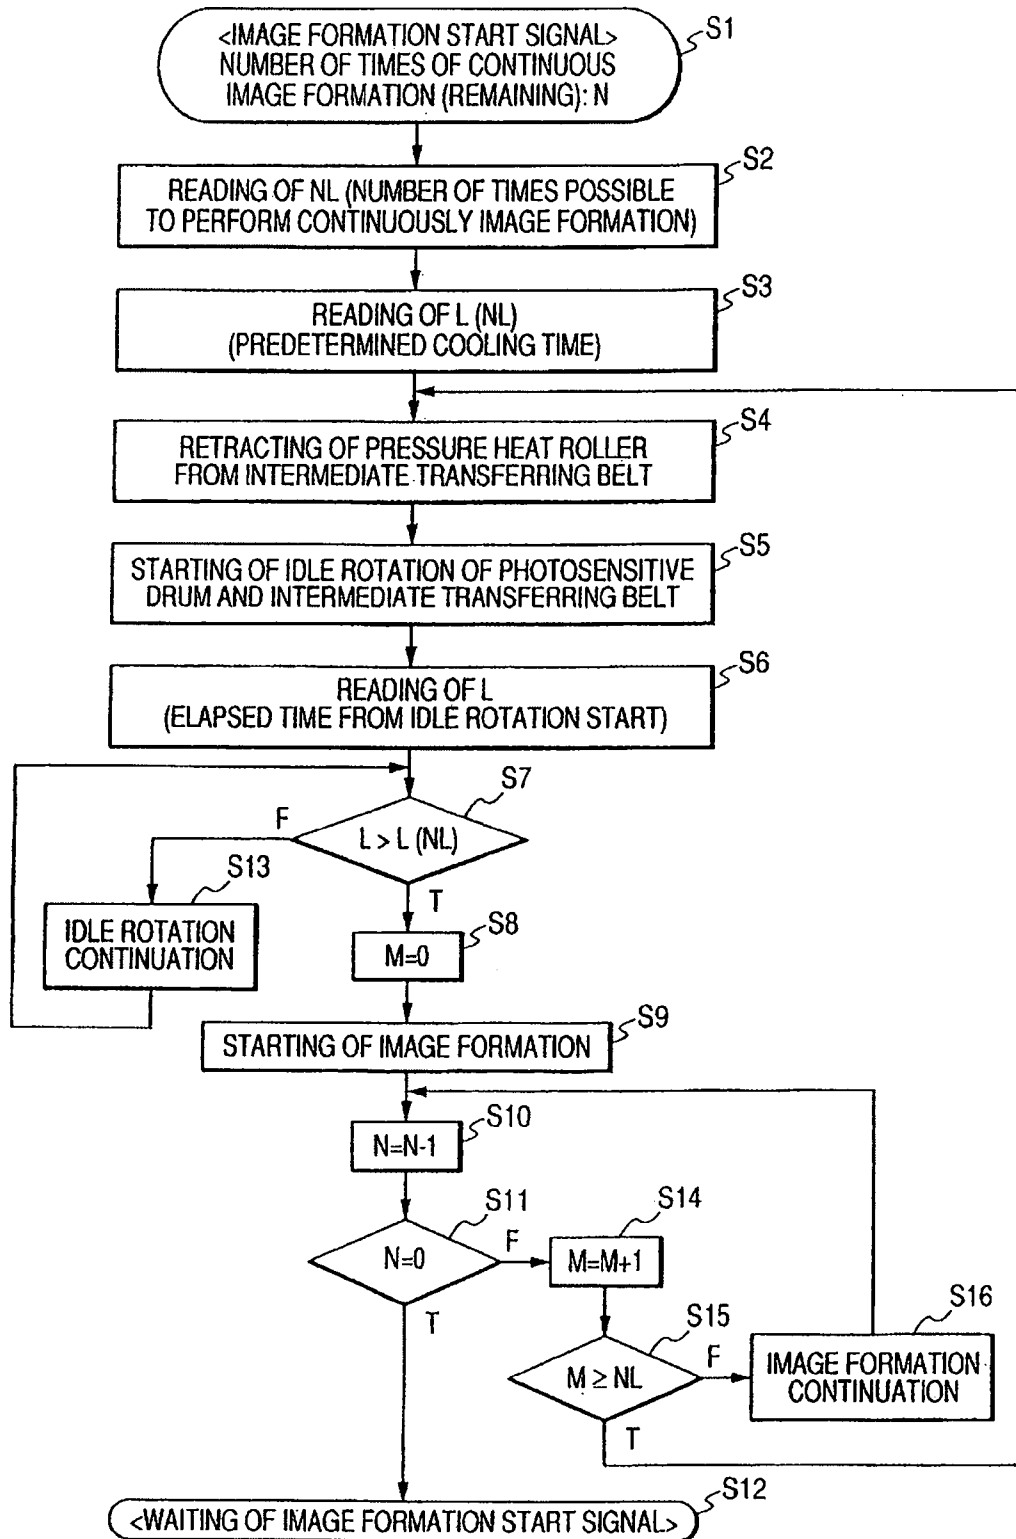 S1
<IMAGE FORMATION START SIGNAL>
NUMBER OF TIMES OF CONTINUOUS
IMAGE FORMATION (REMAINING): N
S2
READING OF NL (NUMBER OF TIMES POSSIBLE
TO PERFORM CONTINUOUSLY IMAGE FORMATION)
S3
READING OF L (NL)
(PREDETERMINED COOLING TIME)
S4
RETRACTING OF PRESSURE HEAT ROLLER
FROM INTERMEDIATE TRANSFERRING BELT
S5
STARTING OF IDLE ROTATION OF PHOTOSENSITIVE
DRUM AND INTERMEDIATE TRANSFERRING BELT
S6
READING OF L
(ELAPSED TIME FROM IDLE ROTATION START)
S7
F
L > L (NL)
T
S13
IDLE ROTATION
CONTINUATION
S8
M=0
S9
STARTING OF IMAGE FORMATION
S10
N=N-1
S11
N=0
F
T
S14
M=M+1
S15
M ≥ NL
F
T
S16
IMAGE FORMATION
CONTINUATION
S12
<WAITING OF IMAGE FORMATION START SIGNAL>